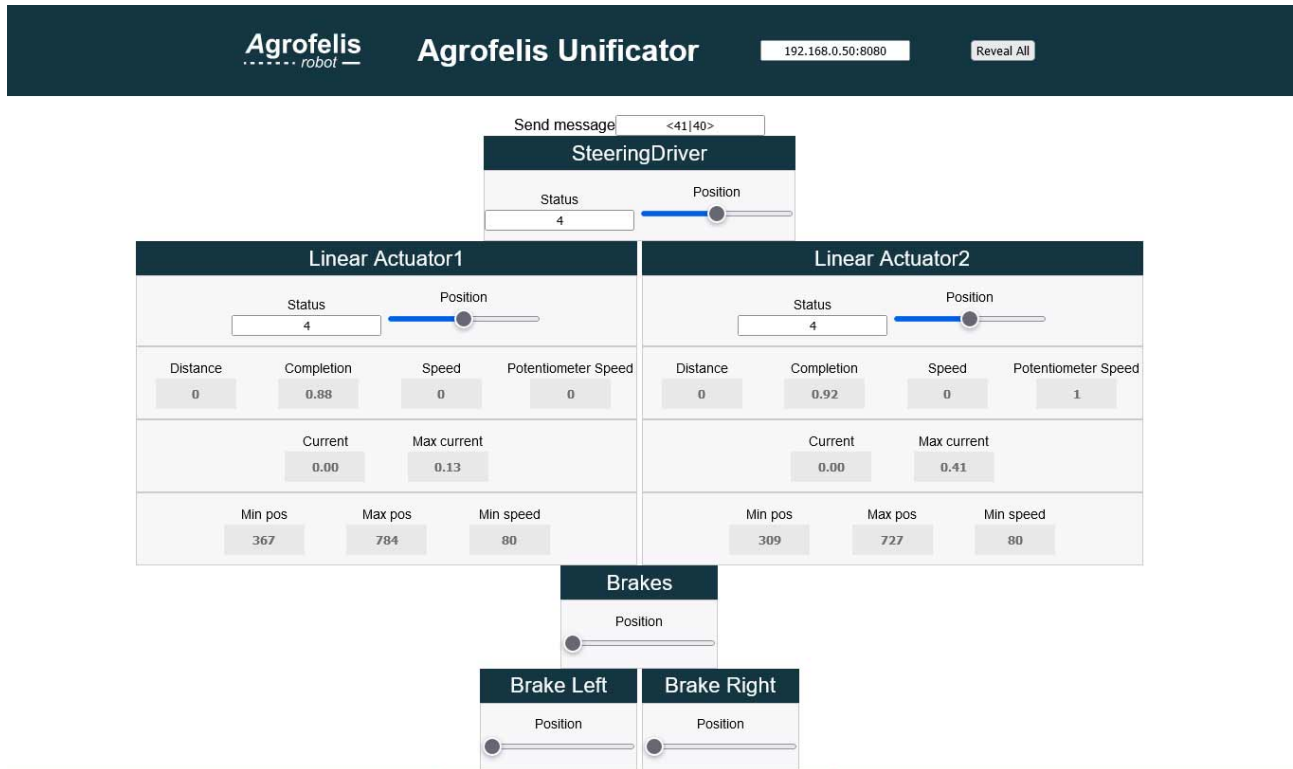 Agrofelis
robot
Agrofelis Unificator
192.168.0.50:8080
Reveal All
Send message <41|40>
SteeringDriver
Status Position
4
Linear Actuator1
Status Position
4
Distance Completion Speed Potentiometer Speed
0 0.88 0 0
Current Max current
0.00 0.13
Min pos Max pos Min speed
367 784 80
Linear Actuator2
Status Position
4
Distance Completion Speed Potentiometer Speed
0 0.92 0 1
Current Max current
0.00 0.41
Min pos Max pos Min speed
309 727 80
Brakes
Position
Brake Left
Position
Brake Right
Position